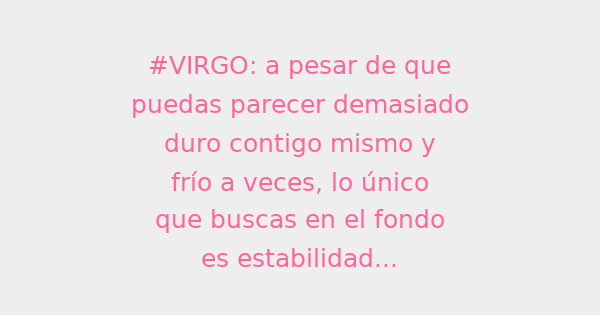 #VIRGO: a pesar de que
puedas parecer demasiado
duro contigo mismo y
frío a veces, lo único
que buscas en el fondo
es estabilidad...